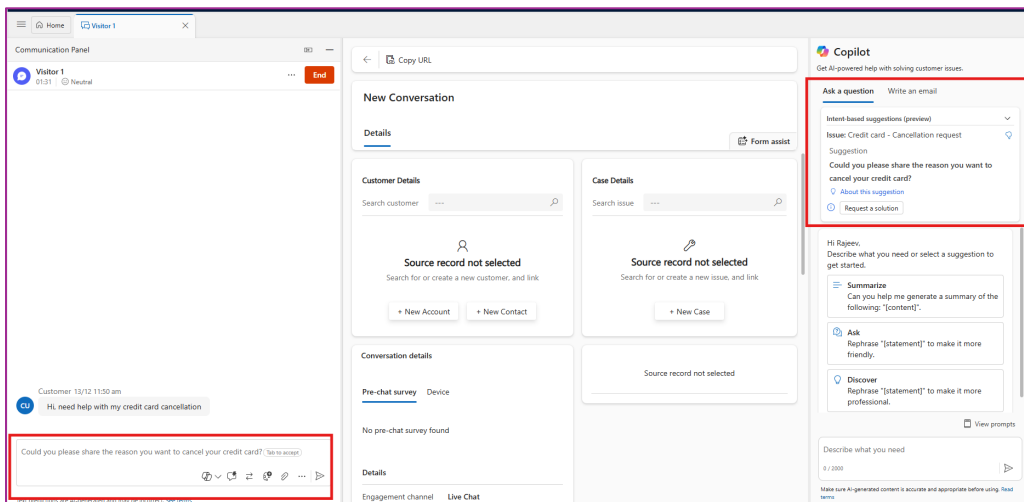 Home
Visitor 1
Communication Panel
Visitor 1
01:31
Neutral
End
Customer 13/12 11:50 am
CU
Hi, need help with my credit card cancellation
Could you please share the reason you want to cancel your credit card? Tab to accept
Copy URL
New Conversation
Details
Form assist
Customer Details
Search customer
---
Source record not selected
Search for or create a new customer, and link
+ New Account
+ New Contact
Case Details
Search issue
---
Source record not selected
Search for or create a new issue, and link
+ New Case
Conversation details
Pre-chat survey
Device
No pre-chat survey found
Details
Engagement channel
Live Chat
Source record not selected
Copilot
Get AI-powered help with solving customer issues.
Ask a question
Write an email
Intent-based suggestions (preview)
Issue: Credit card - Cancellation request
Suggestion
Could you please share the reason you want to
cancel your credit card?
About this suggestion
Request a solution
Hi Rajeev,
Describe what you need or select a suggestion to
get started.
Summarize
Can you help me generate a summary of the
following: "[content]".
Ask
Rephrase "[statement]" to make it more
friendly.
Discover
Rephrase "[statement]" to make it more
professional.
View prompts
Describe what you need
0 / 2000
Make sure AI-generated content is accurate and appropriate before using. Read
terms